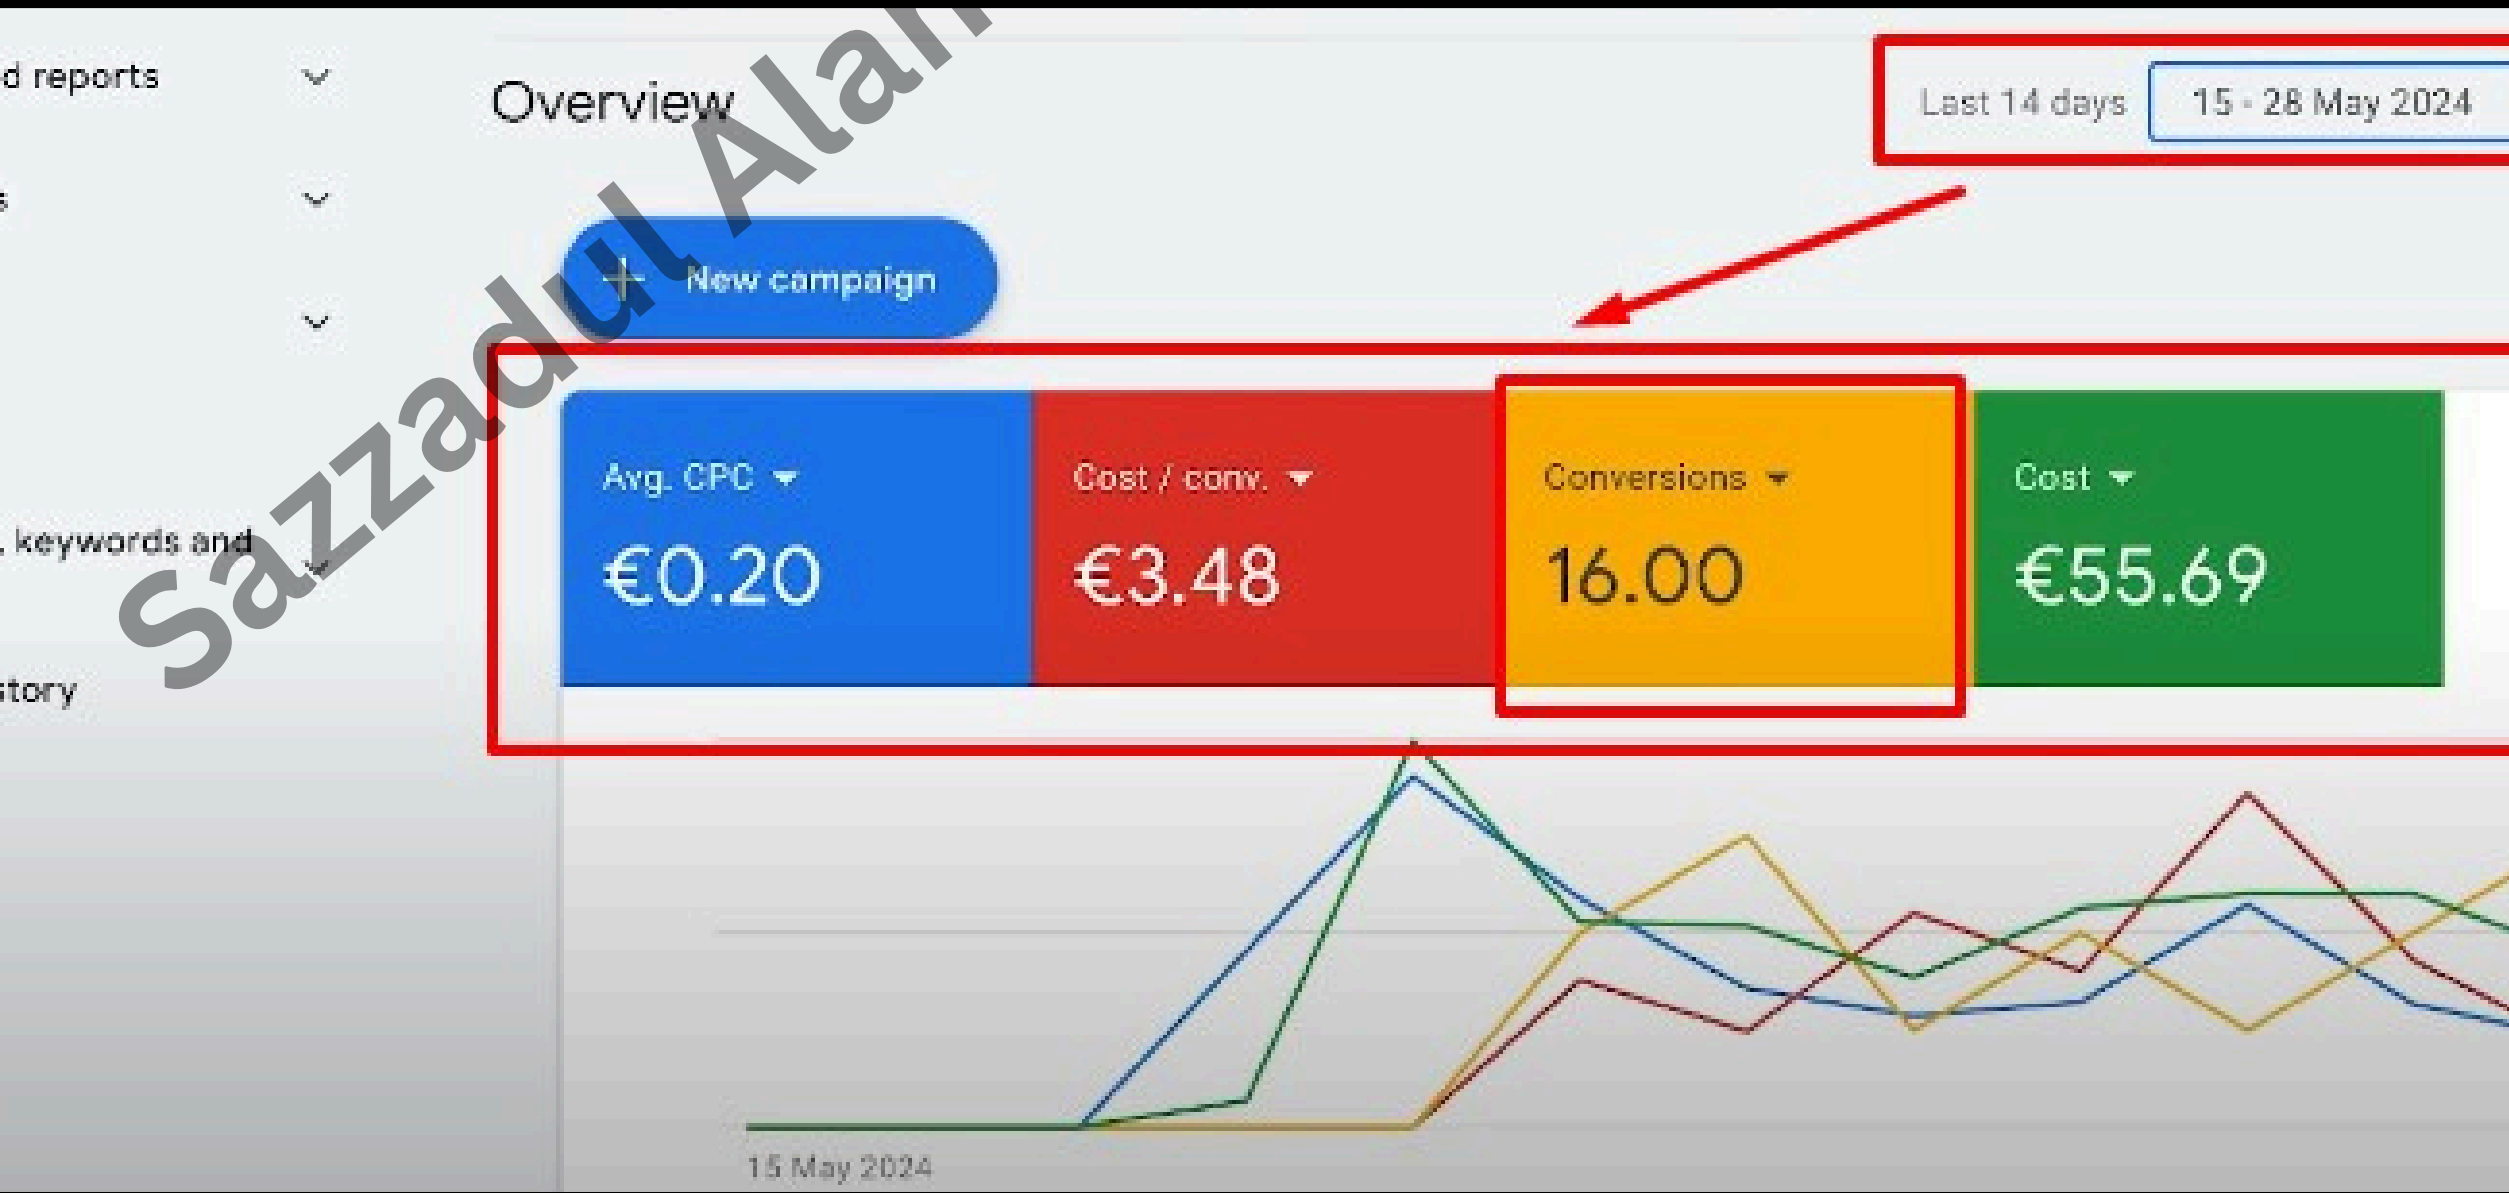 d reports
Overview
Last 14 days
15 - 28 May 2024
s
New campaign
Avg. CPC
Cost / conv.
Conversions
Cost
€0.20
€3.48
16.00
€55.69
keywords and
story
15 May 2024
Sazzadul Alam